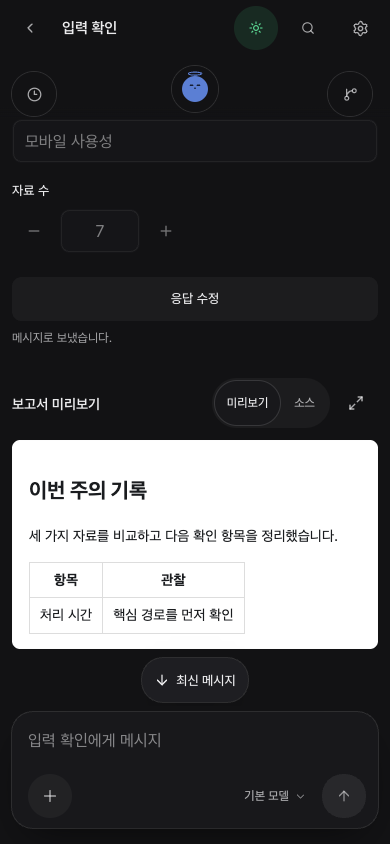 입력 확인
모바일 사용성
자료 수
7
응답 수정
메시지로 보냈습니다.
보고서 미리보기
미리보기
소스
이번 주의 기록
세 가지 자료를 비교하고 다음 확인 항목을 정리했습니다.
항목 관찰
처리 시간 핵심 경로를 먼저 확인
최신 메시지
입력 확인에게 메시지
기본 모델